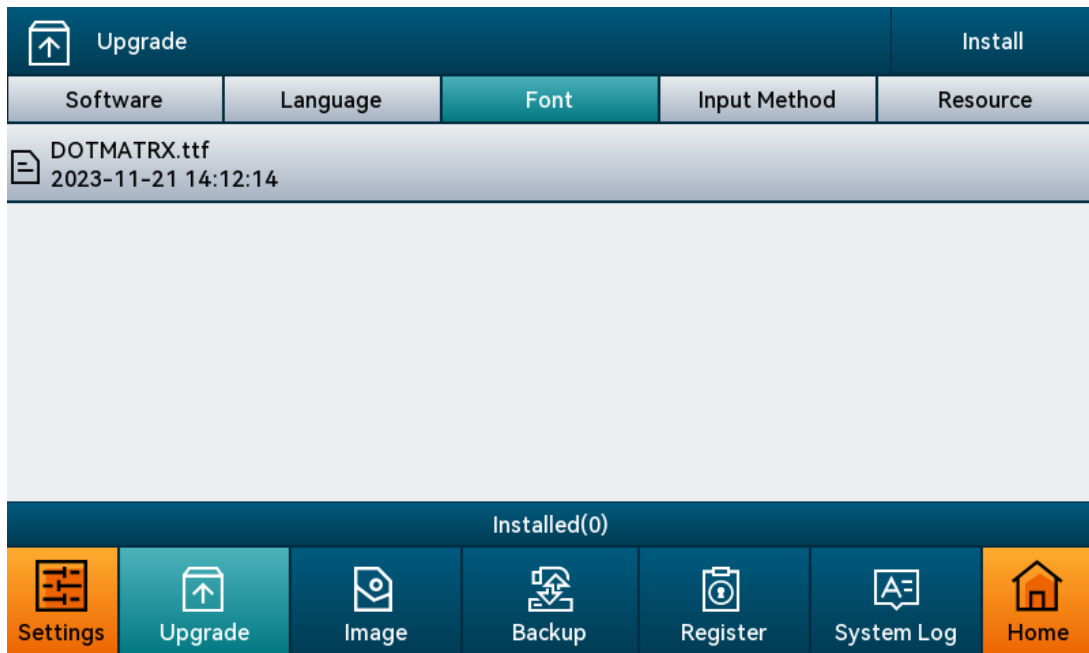 Upgrade
Install
Software
Language
Font
Input Method
Resource
DOTMATRX.ttf
2023-11-21 14:12:14
Installed(0)
Settings
Upgrade
Image
Backup
Register
System Log
Home